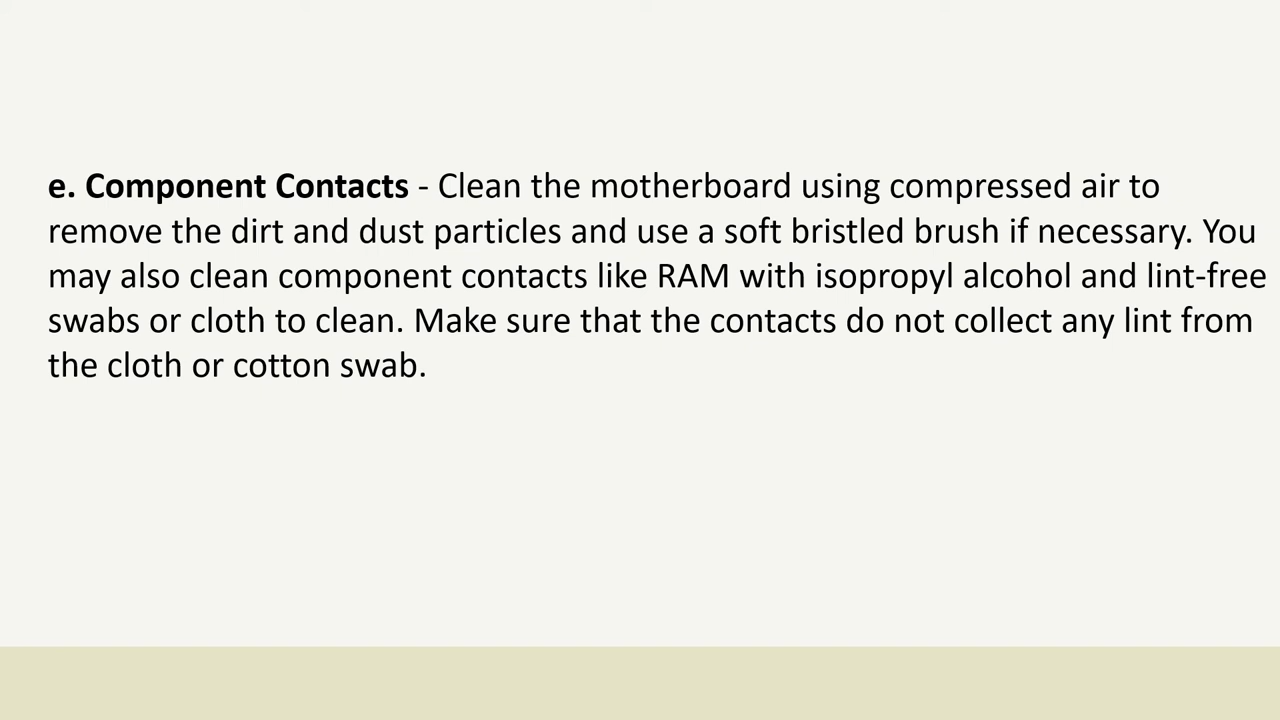 e. Component Contacts - Clean the motherboard using compressed air to
remove the dirt and dust particles and use a soft bristled brush if necessary. You
may also clean component contacts like RAM with isopropyl alcohol and lint-free
swabs or cloth to clean. Make sure that the contacts do not collect any lint from
the cloth or cotton swab.